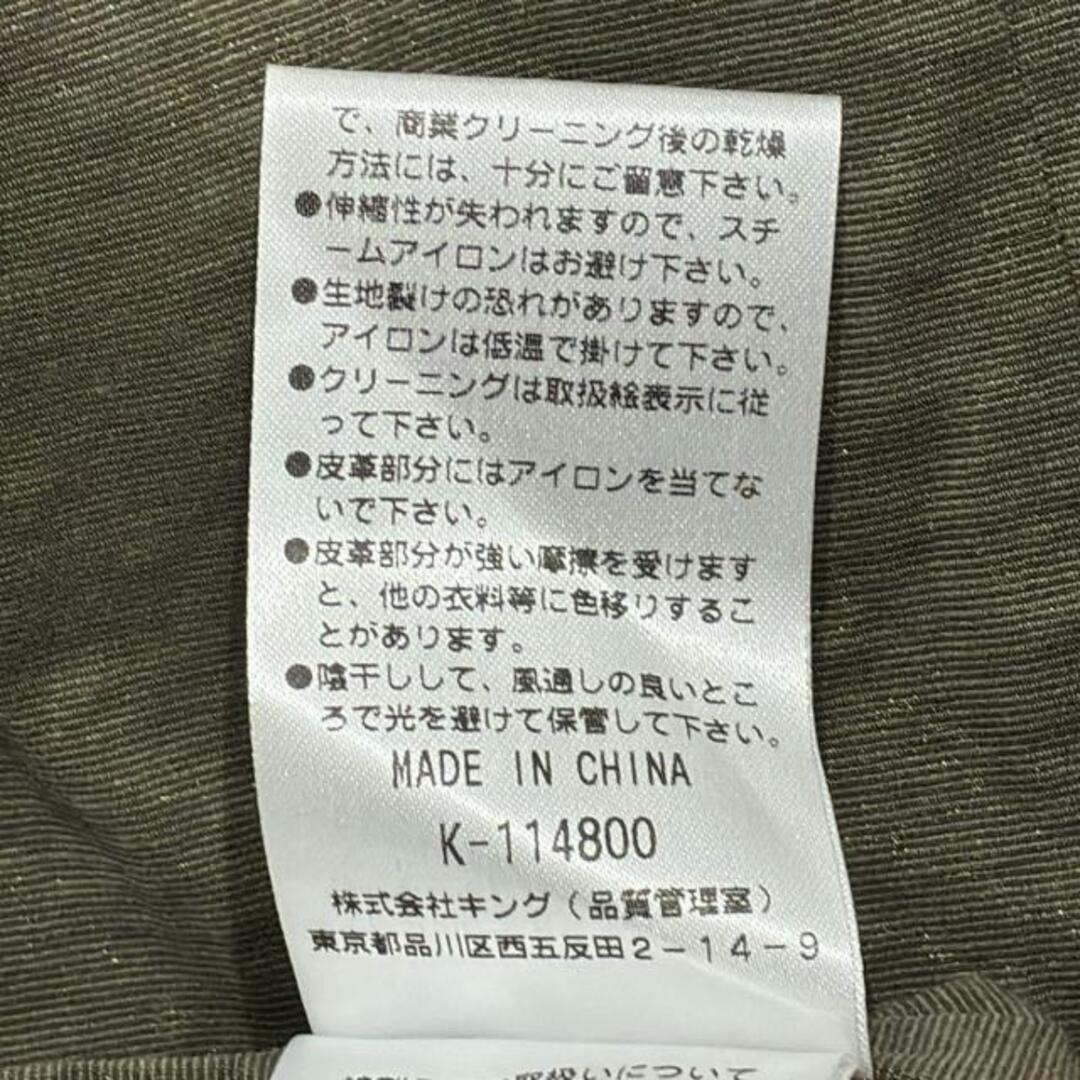 で、商業クリーニング後の乾燥
方法には、十分にご留意下さい。
●伸縮性が失われますので、スチ
ームアイロンはお避け下さい。
●生地裂けの恐れがありますので、
アイロンは低温で掛けて下さい。
●クリーニングは取扱絵表示に従
って下さい。
●皮革部分にはアイロンを当てな
いで下さい。
●皮革部分が強い摩擦を受けます
と、他の衣料等に色移りするこ
とがあります。
●陰干しして、風通しの良いとこ
ろで光を避けて保管して下さい。
MADE IN CHINA
K-114800
株式会社キング(品質管理室)
東京都品川区西五反田2-14-9
取扱いについて